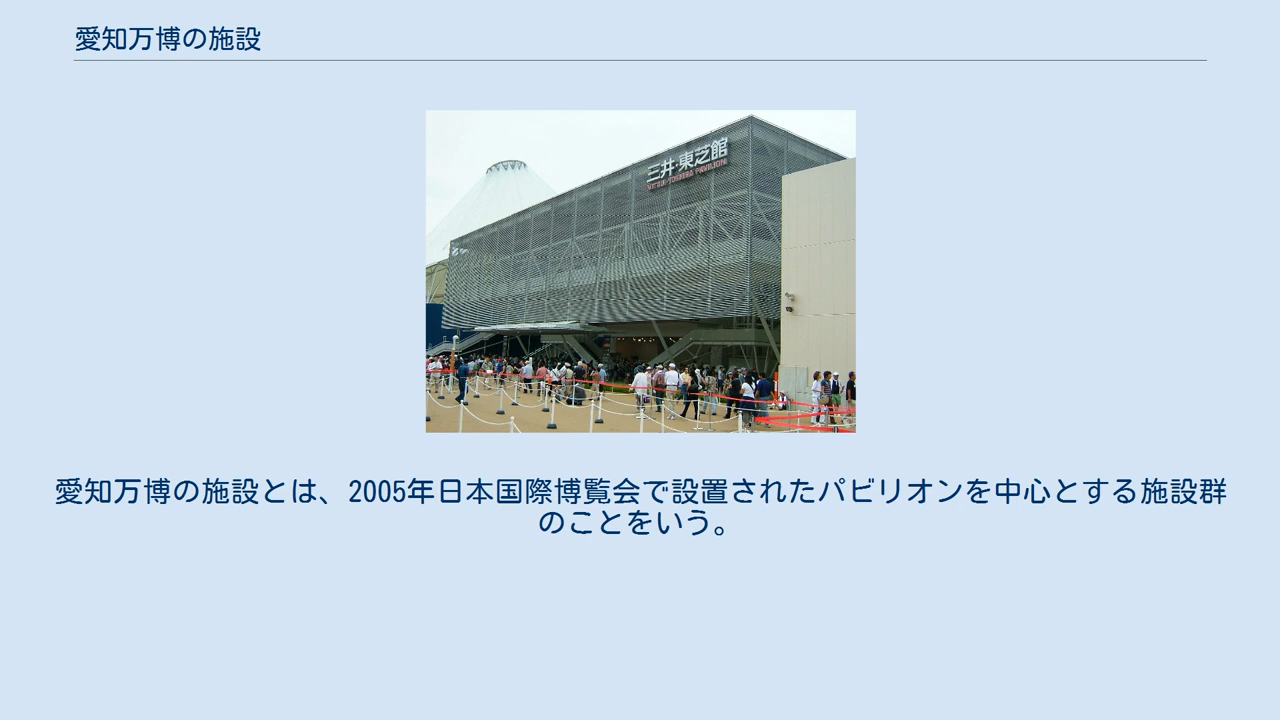 愛知万博の施設
三井・東芝館
MITSUI-TOSHIBA PAVILION
愛知万博の施設とは、2005年日本国際博覧会で設置されたパビリオンを中心とする施設群
のことをいう。